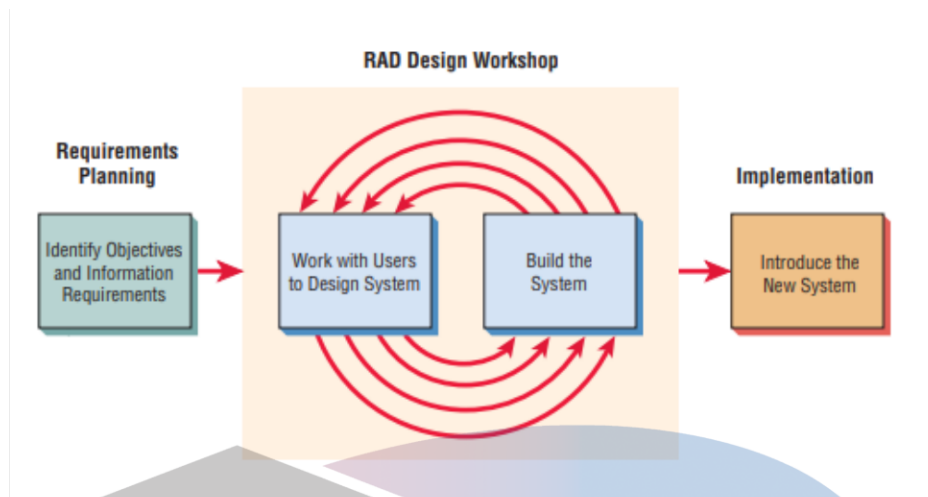 RAD Design Workshop
Requirements
Planning
Identify Objectives
and Information
Requirements
Work with Users
to Design System
Build the
System
Implementation
Introduce the
New System